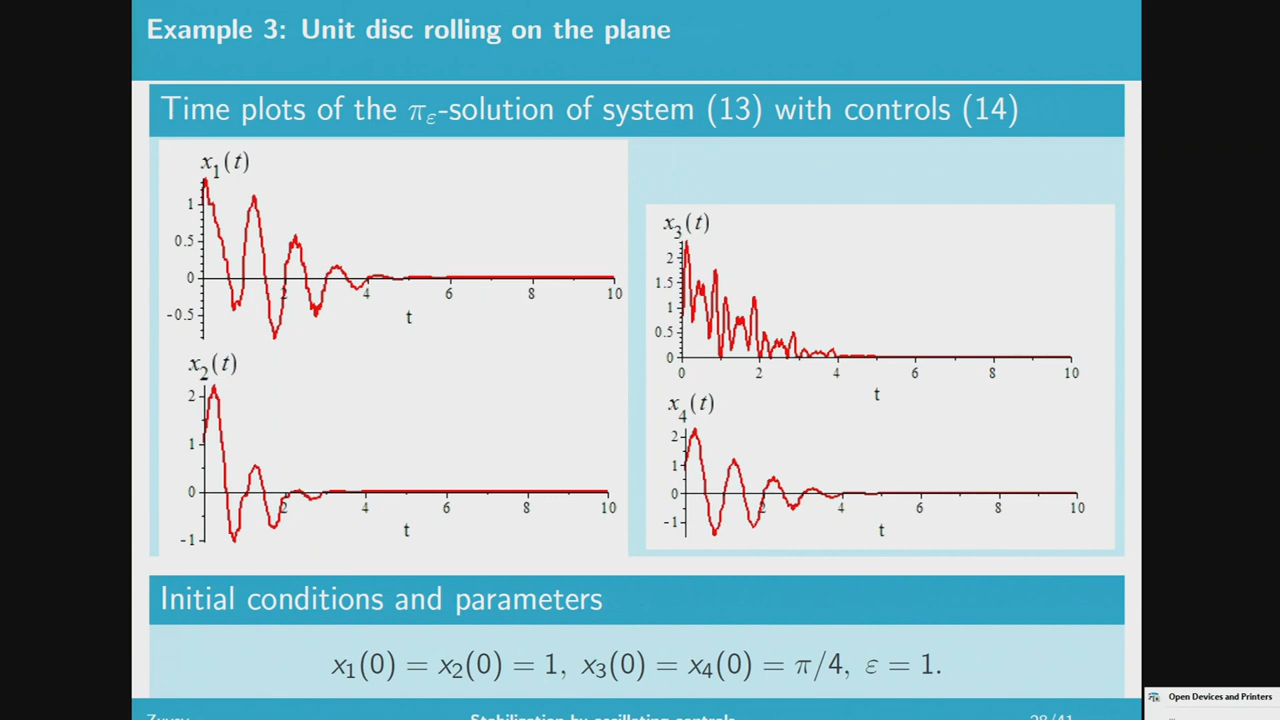 Example 3: Unit disc rolling on the plane
Time plots of the πε-solution of system (13) with controls (14)
x1(t)
1
0.5
0
-0.5
2 4 6 8 10
t
x2(t)
2
1
0
-1
2 4 6 8 10
t
x3(t)
2
1.5
1
0.5
0
0 2 4 6 8 10
t
x4(t)
2
1
0
-1
2 4 6 8 10
t
Initial conditions and parameters
x1(0) = x2(0) = 1, x3(0) = x4(0) = π/4, ε = 1.
Zuyev Stabilization by oscillating controls 28/41
Open Devices and Printers